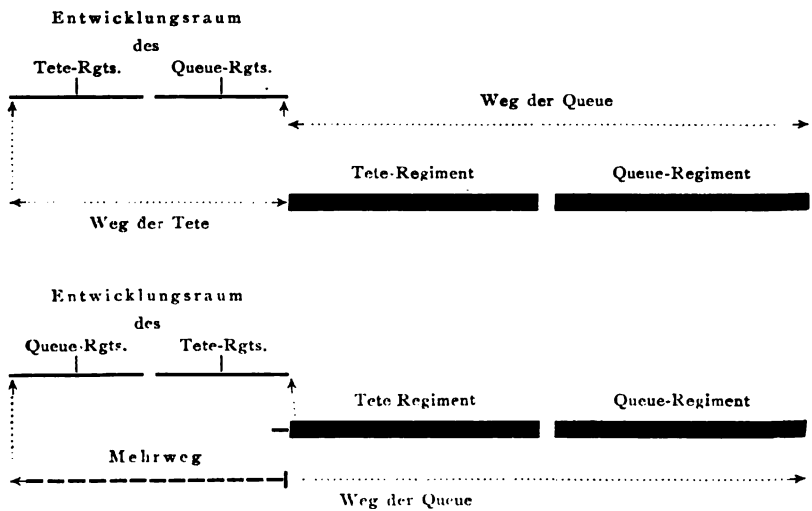 Entwicklungsraum
des
Tete-Rgts. Queue-Rgts.
Weg der Queue
Tete-Regiment Queue-Regiment
Weg der Tete
Entwicklungsraum
des
Queue-Rgts. Tete-Rgts.
Tete Regiment Queue-Regiment
Mehrweg
Weg der Queue